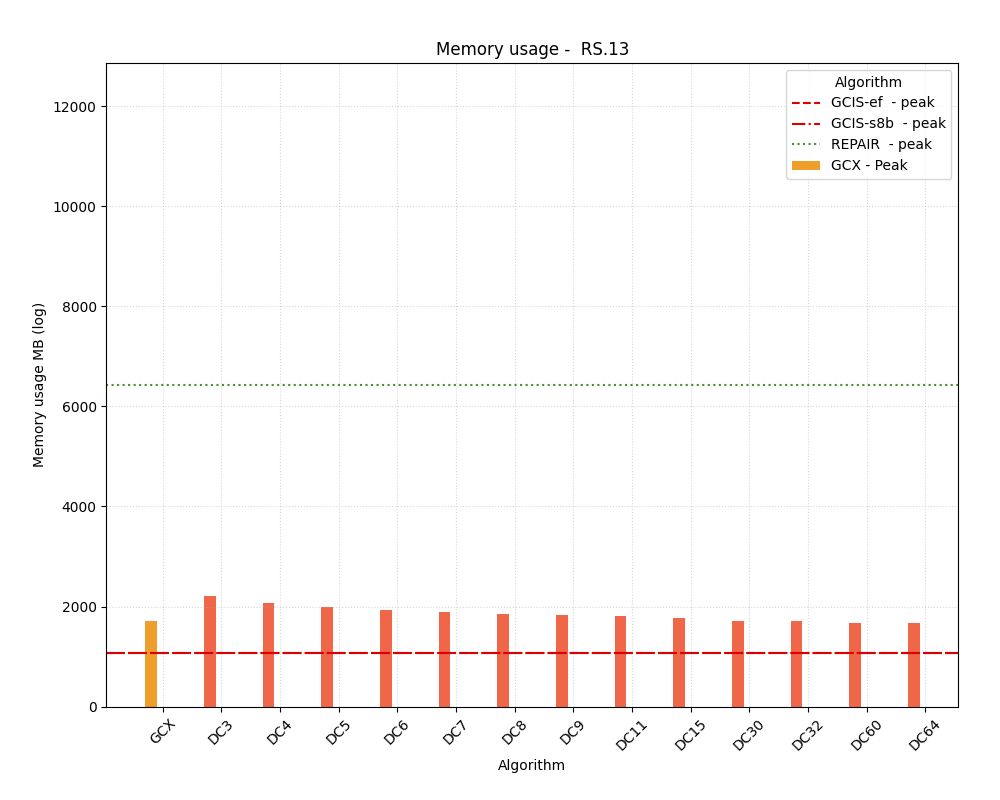 Memory usage -  RS.13
Algorithm
GCIS-ef  - peak
GCIS-s8b  - peak
REPAIR  - peak
GCX - Peak
Memory usage MB (log)
12000
10000
8000
6000
4000
2000
0
GCX
DC3
DC4
DC5
DC6
DC7
DC8
DC9
DC11
DC15
DC30
DC32
DC60
DC64
Algorithm